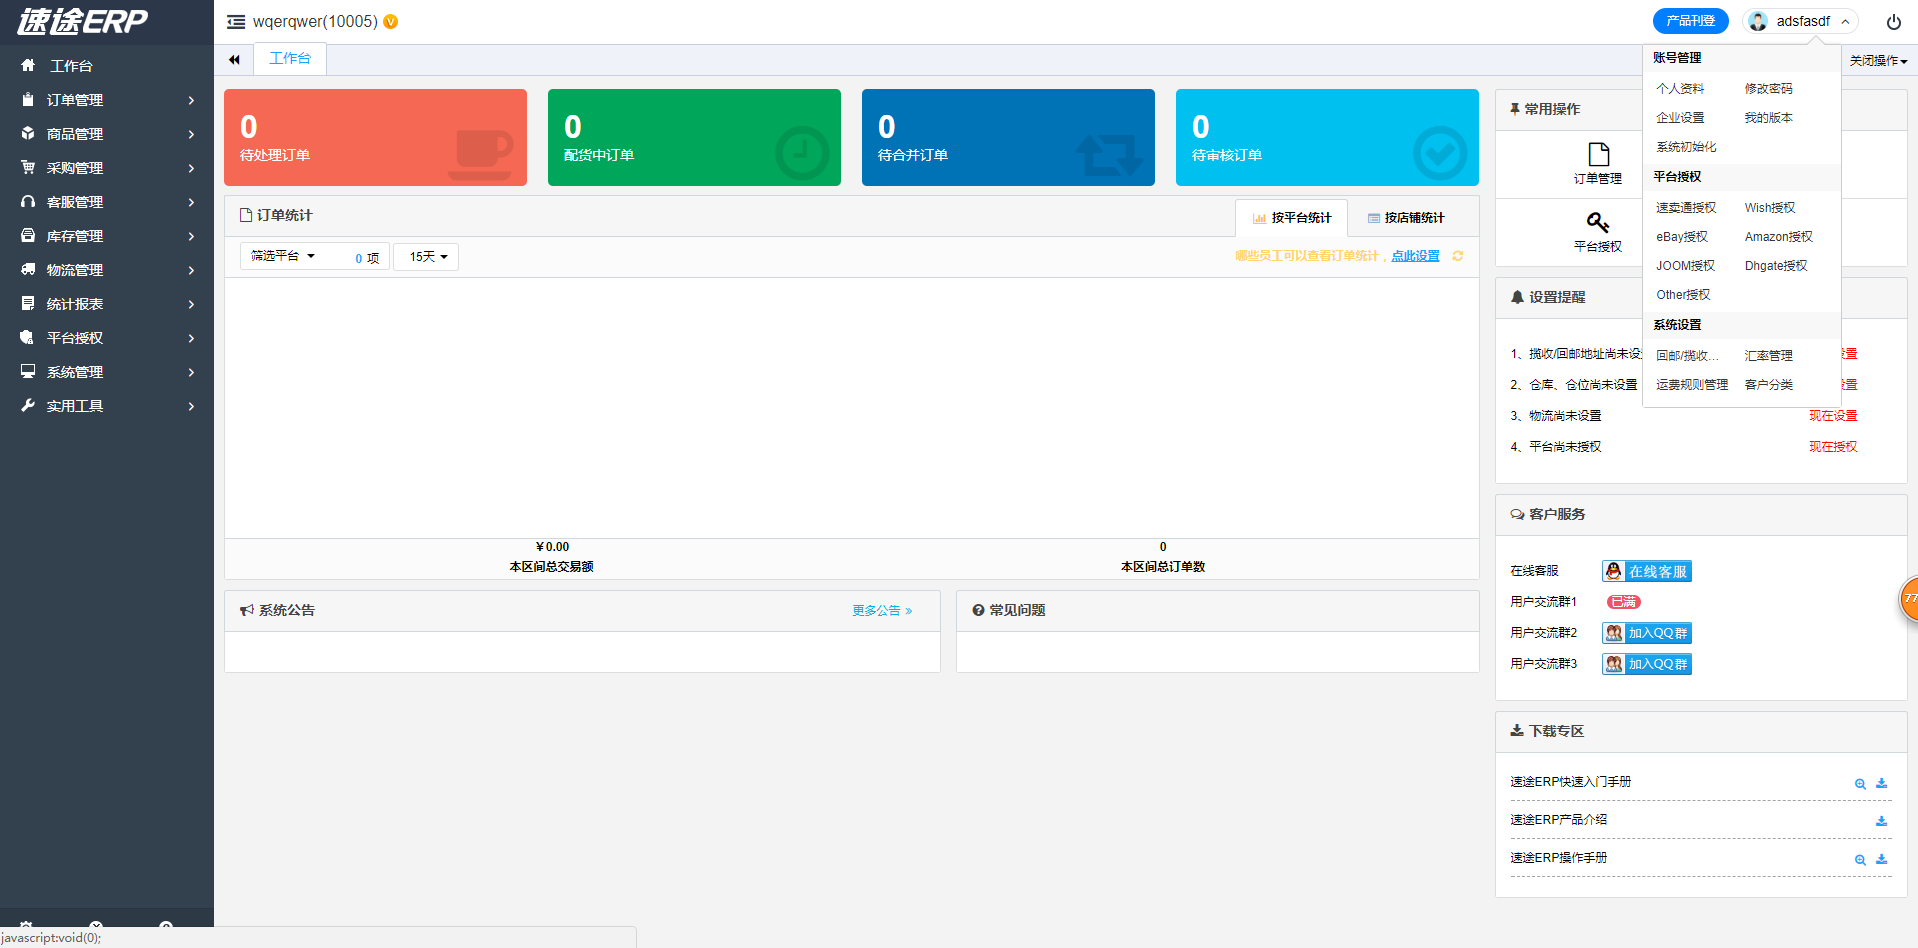 速途ERP
wqerqwer(10005)
产品刊登
adsfasdf
工作台
订单管理
商品管理
采购管理
客服管理
库存管理
物流管理
统计报表
平台授权
系统管理
实用工具
工作台
关闭操作
0
待处理订单
0
配货中订单
0
待合并订单
0
待审核订单
订单统计
按平台统计
按店铺统计
筛选平台
0 项
15天
哪些员工可以查看订单统计，点此设置
¥0.00
本区间总交易额
0
本区间总订单数
系统公告
更多公告 »
常见问题
常用操作
订单管理
平台授权
账号管理
个人资料 修改密码
企业设置 我的版本
系统初始化
平台授权
速卖通授权 Wish授权
eBay授权 Amazon授权
JOOM授权 Dhgate授权
Other授权
系统设置
回邮/揽收... 汇率管理
运费规则管理 客户分类
设置提醒
1、揽收/回邮地址尚未设 置
2、仓库、仓位尚未设置 置
3、物流尚未设置 现在设置
4、平台尚未授权 现在授权
客户服务
在线客服 在线客服
用户交流群1 已满
用户交流群2 加入QQ群
用户交流群3 加入QQ群
77
下载专区
速途ERP快速入门手册
速途ERP产品介绍
速途ERP操作手册
javascript:void(0);